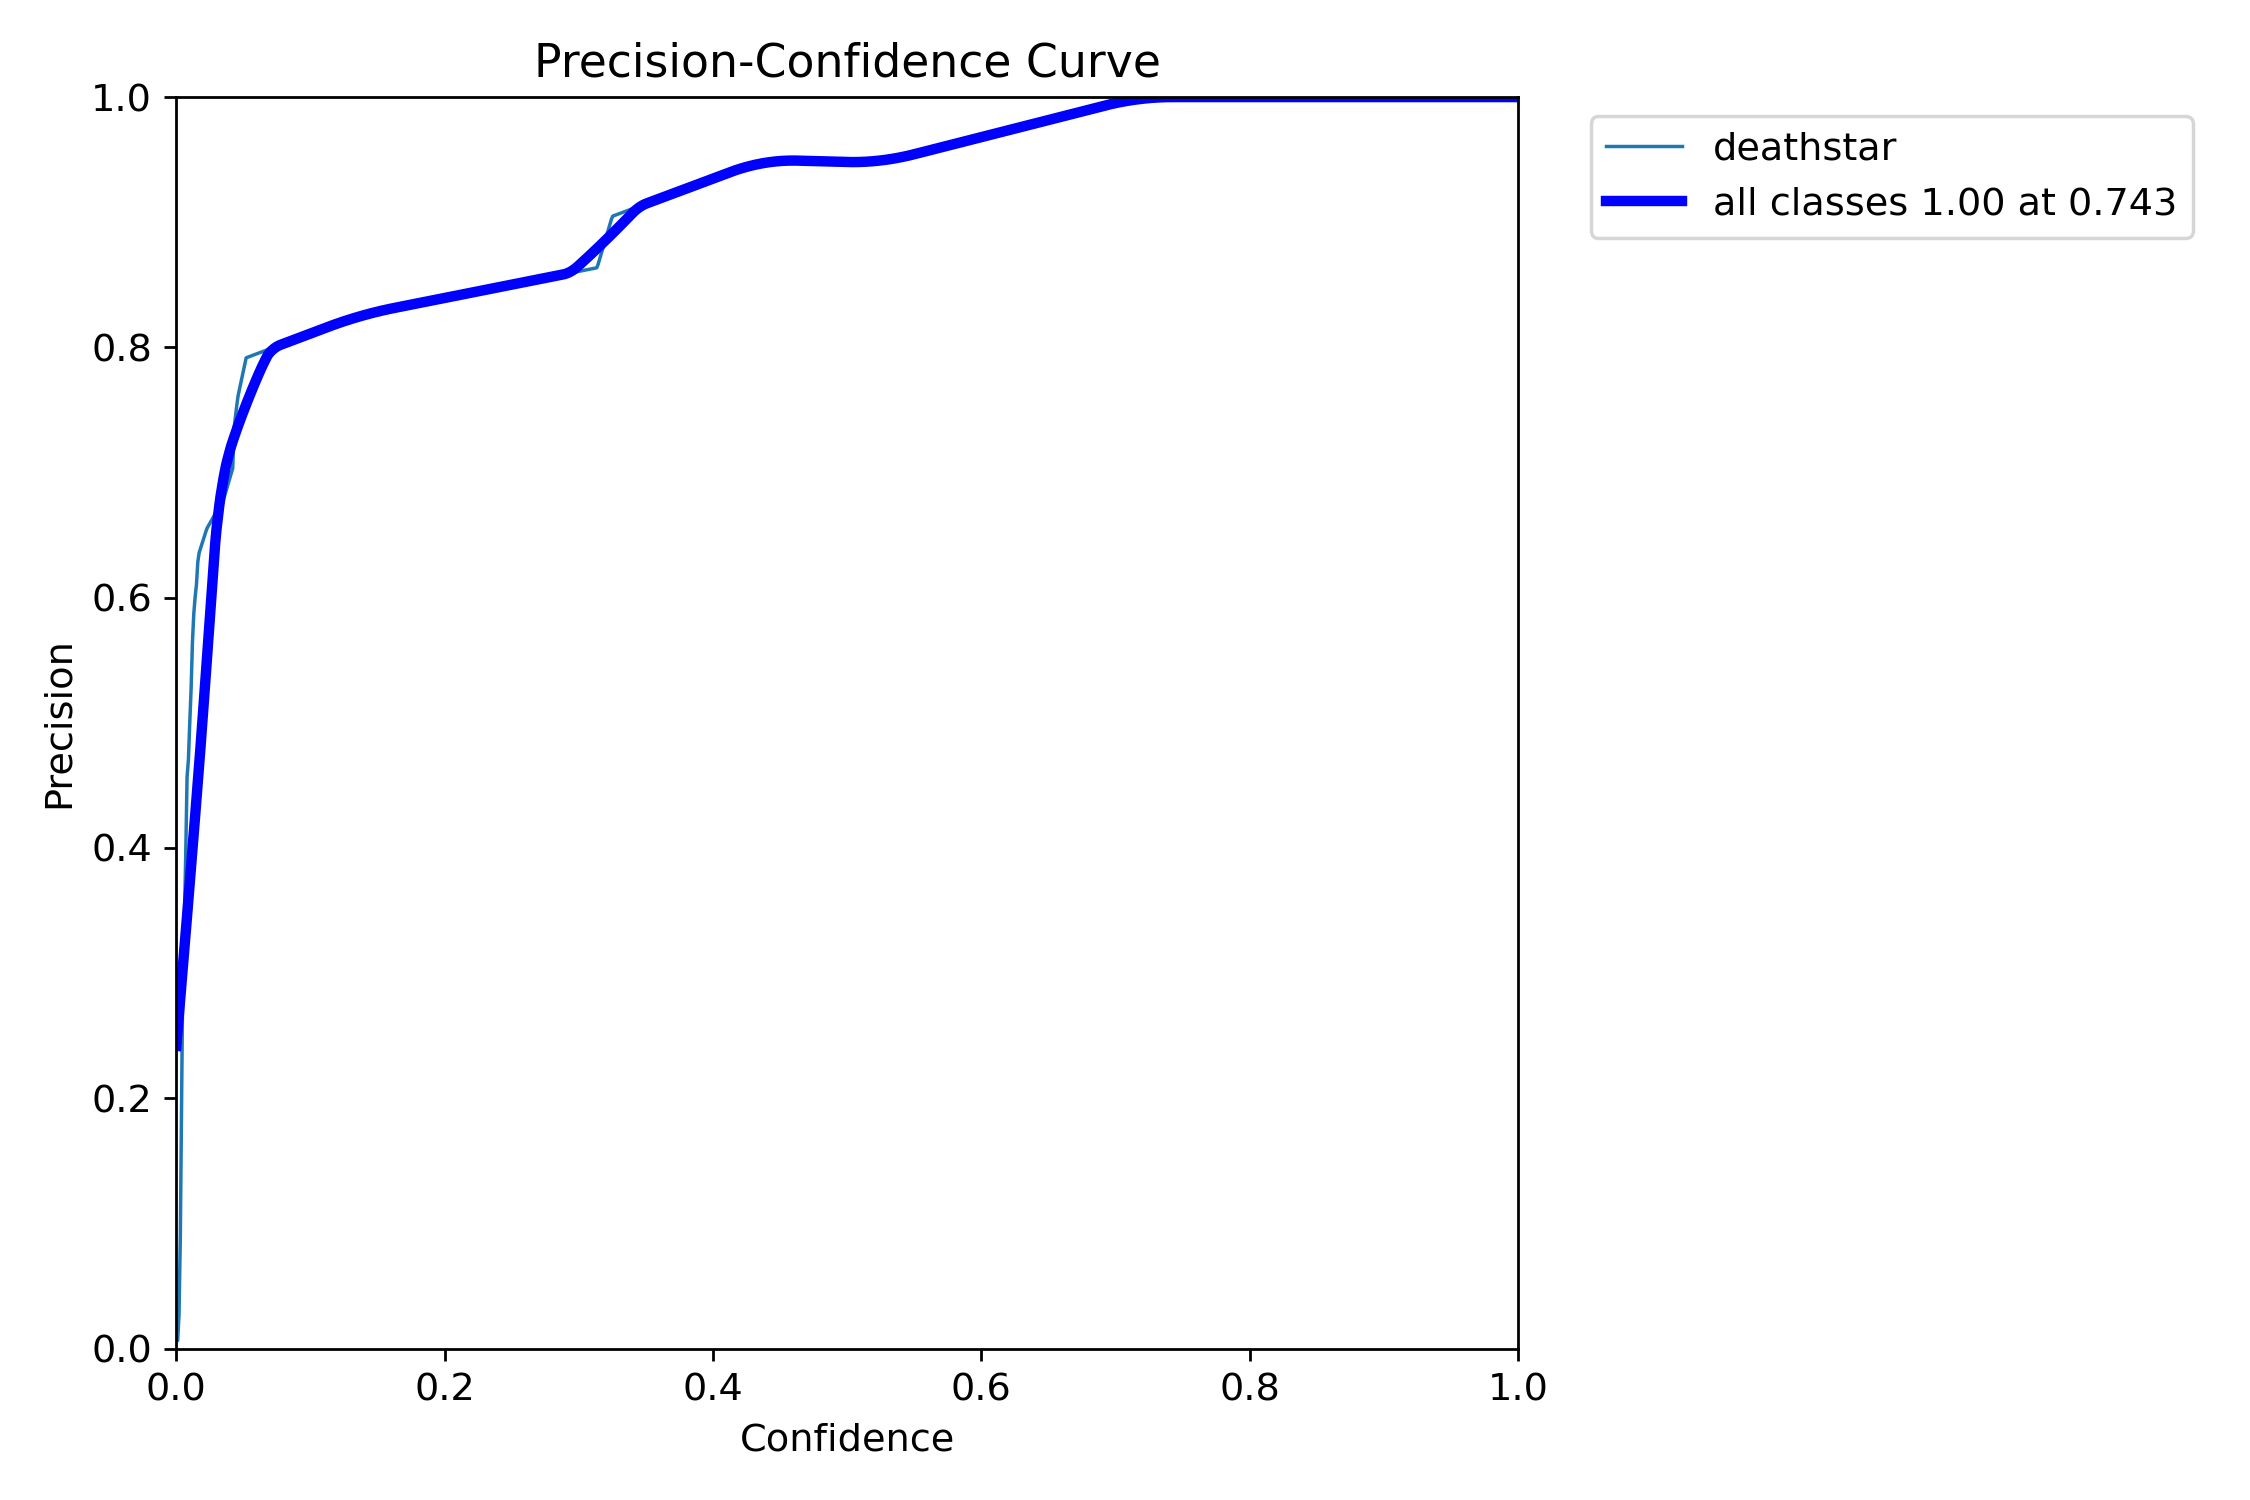 Precision-Confidence Curve
1.0
0.8
0.6
0.4
0.2
0.0
Precision
0.0 0.2 0.4 0.6 0.8 1.0
Confidence
deathstar
all classes 1.00 at 0.743